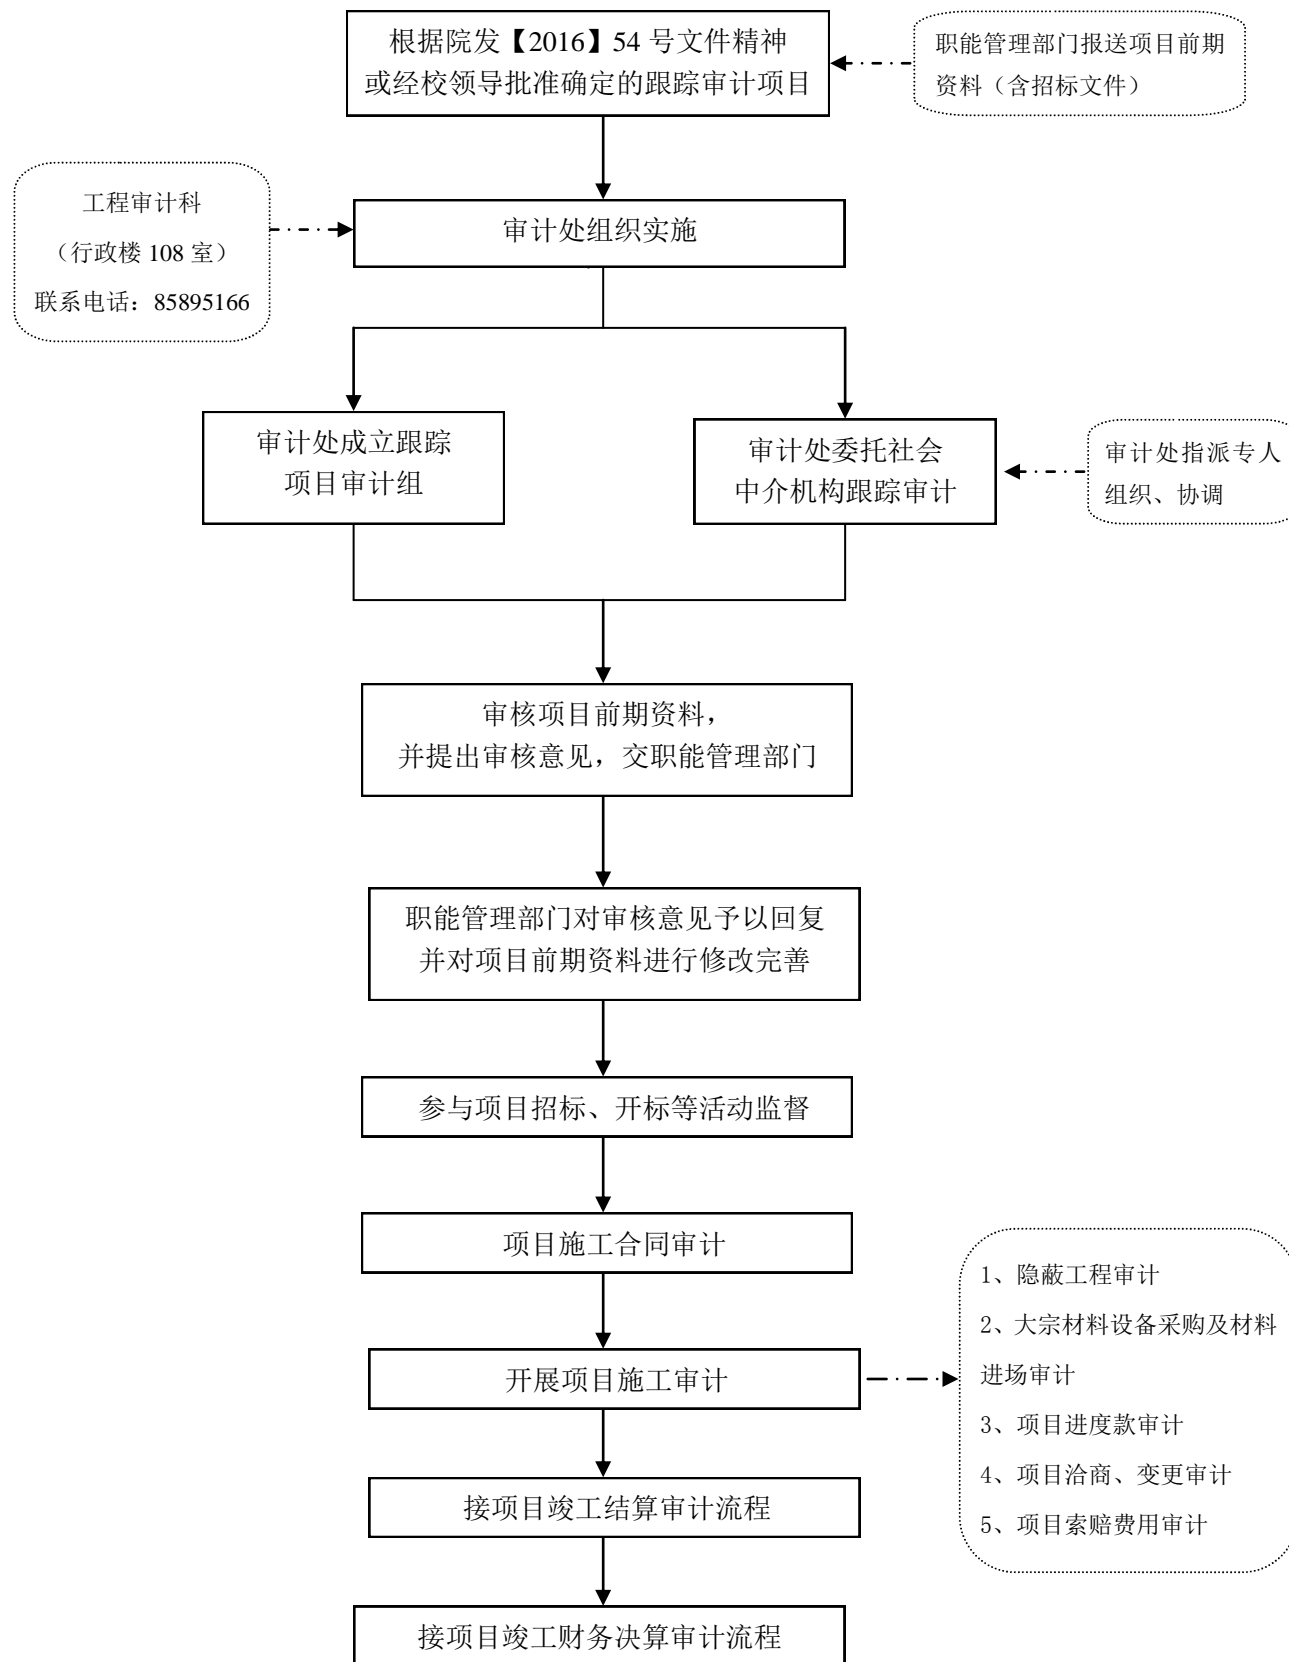 根据院发【2016】54 号文件精神
或经校领导批准确定的跟踪审计项目
职能管理部门报送项目前期
资料（含招标文件）
工程审计科
（行政楼 108 室）
联系电话：85895166
审计处组织实施
审计处成立跟踪
项目审计组
审计处委托社会
中介机构跟踪审计
审计处指派专人
组织、协调
审核项目前期资料，
并提出审核意见，交职能管理部门
职能管理部门对审核意见予以回复
并对项目前期资料进行修改完善
参与项目招标、开标等活动监督
项目施工合同审计
开展项目施工审计
1、隐蔽工程审计
2、大宗材料设备采购及材料
进场审计
3、项目进度款审计
4、项目洽商、变更审计
5、项目索赔费用审计
接项目竣工结算审计流程
接项目竣工财务决算审计流程